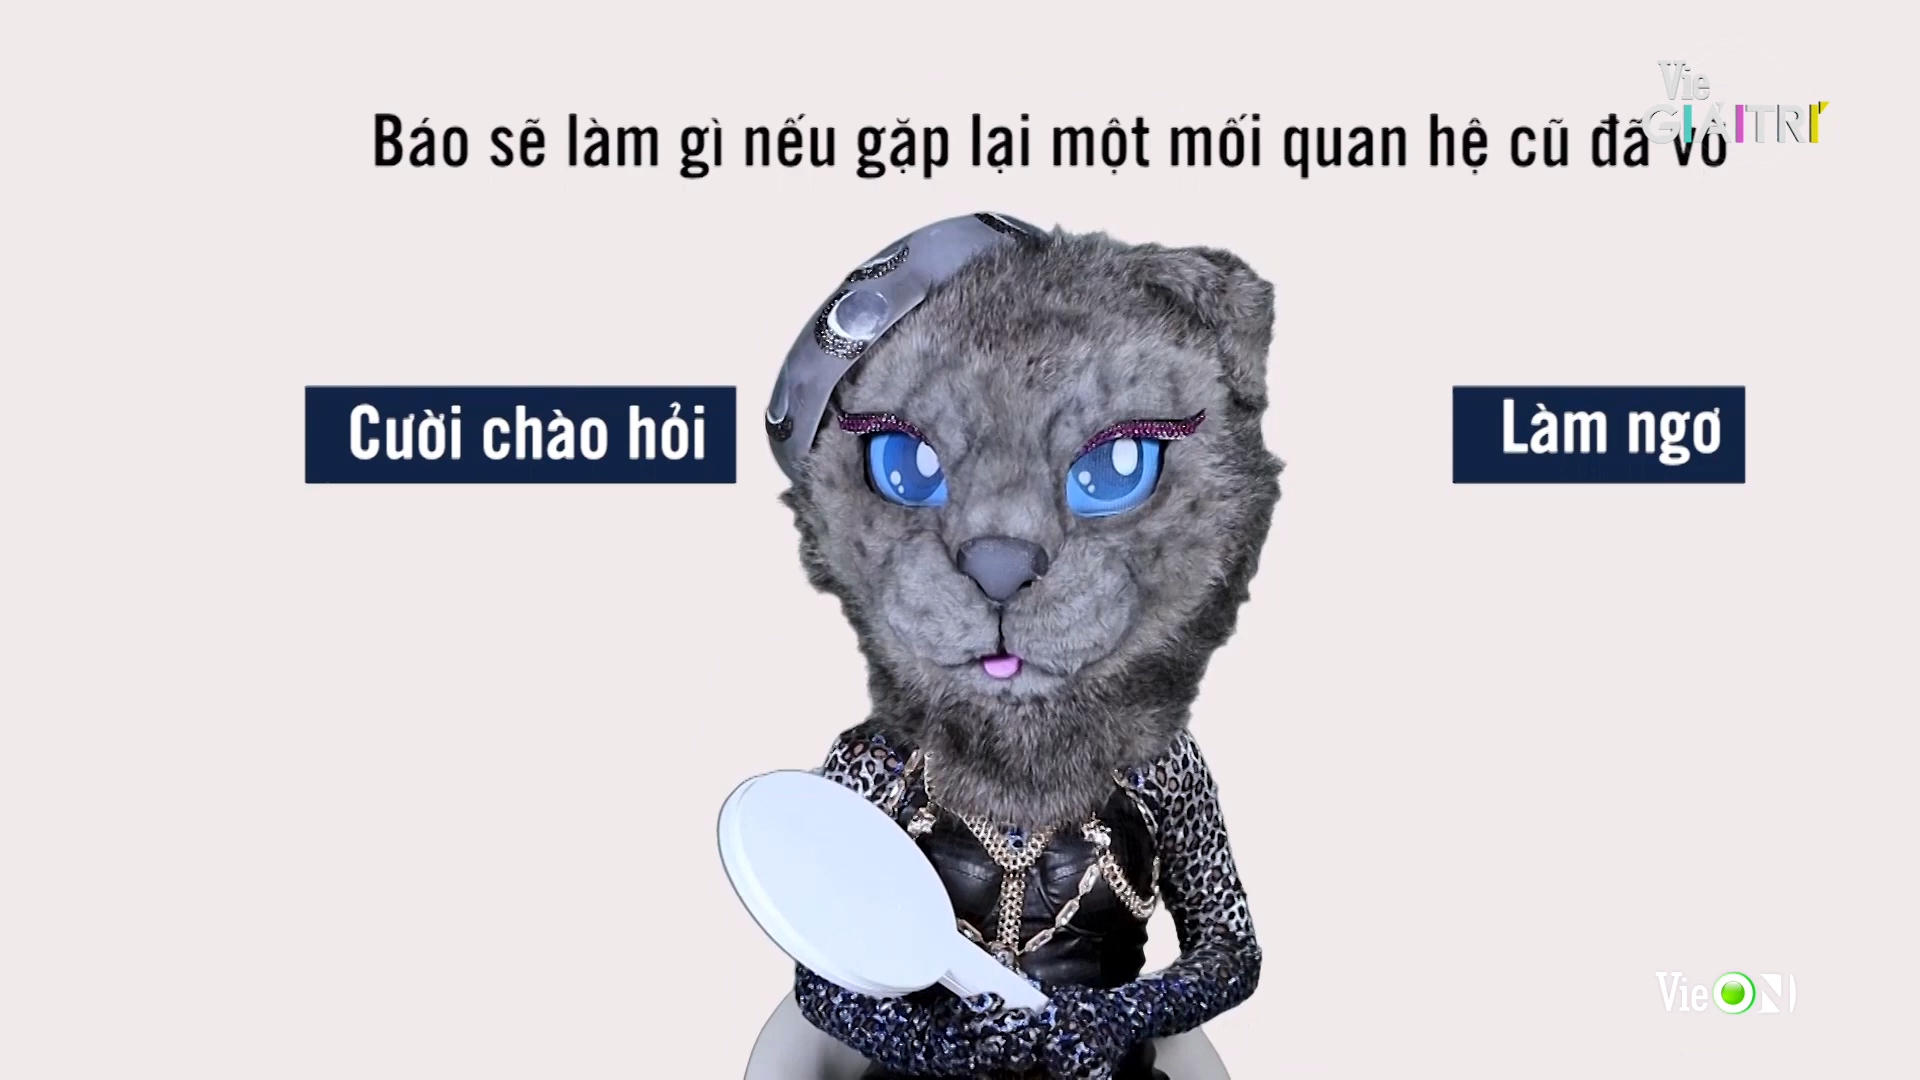 Vie
GIẢI TRÍ
Báo sẽ làm gì nếu gặp lại một mối quan hệ cũ đã vỡ
Cười chào hỏi
Làm ngơ
VieON